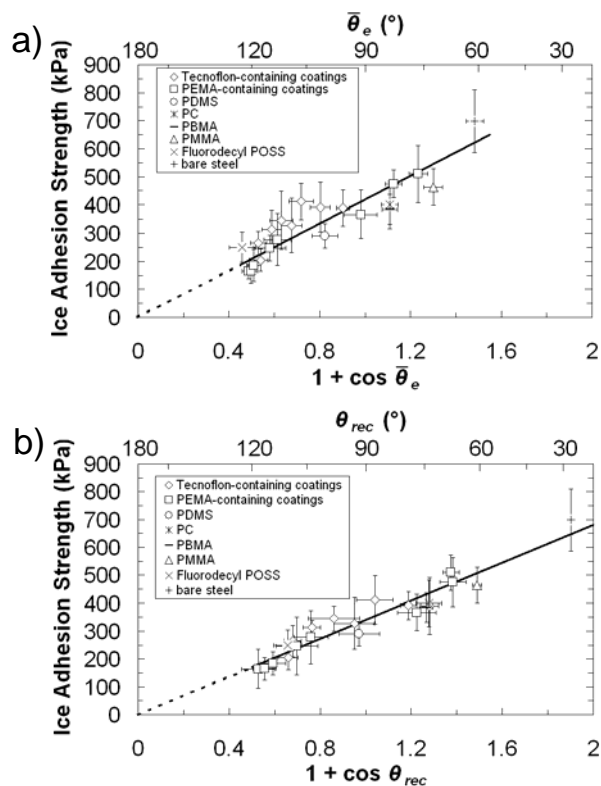 a)
θ̅e (°)
180 120 90 60
Ice Adhesion Strength (kPa)
900
800
700
600
500
400
300
200
100
0
Tecnoflon-containing coatings
PEMA-containing coatings
PDMS
PC
PBMA
PMMA
Fluorodecyl POSS
bare steel
0 0.4 0.8 1.2 1.6 2
1 + cos θ̅e
b)
θrec (°)
180 120 90 60 30
Ice Adhesion Strength (kPa)
900
800
700
600
500
400
300
200
100
0
Tecnoflon-containing coatings
PEMA-containing coatings
PDMS
PC
PBMA
PMMA
Fluorodecyl POSS
bare steel
0 0.4 0.8 1.2 1.6 2
1 + cos θrec